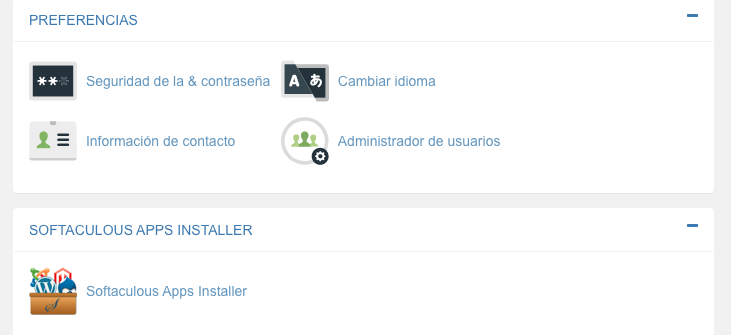 PREFERENCIAS
Seguridad de la & contraseña
Cambiar idioma
Información de contacto
Administrador de usuarios
SOFTACULOUS APPS INSTALLER
Softaculous Apps Installer